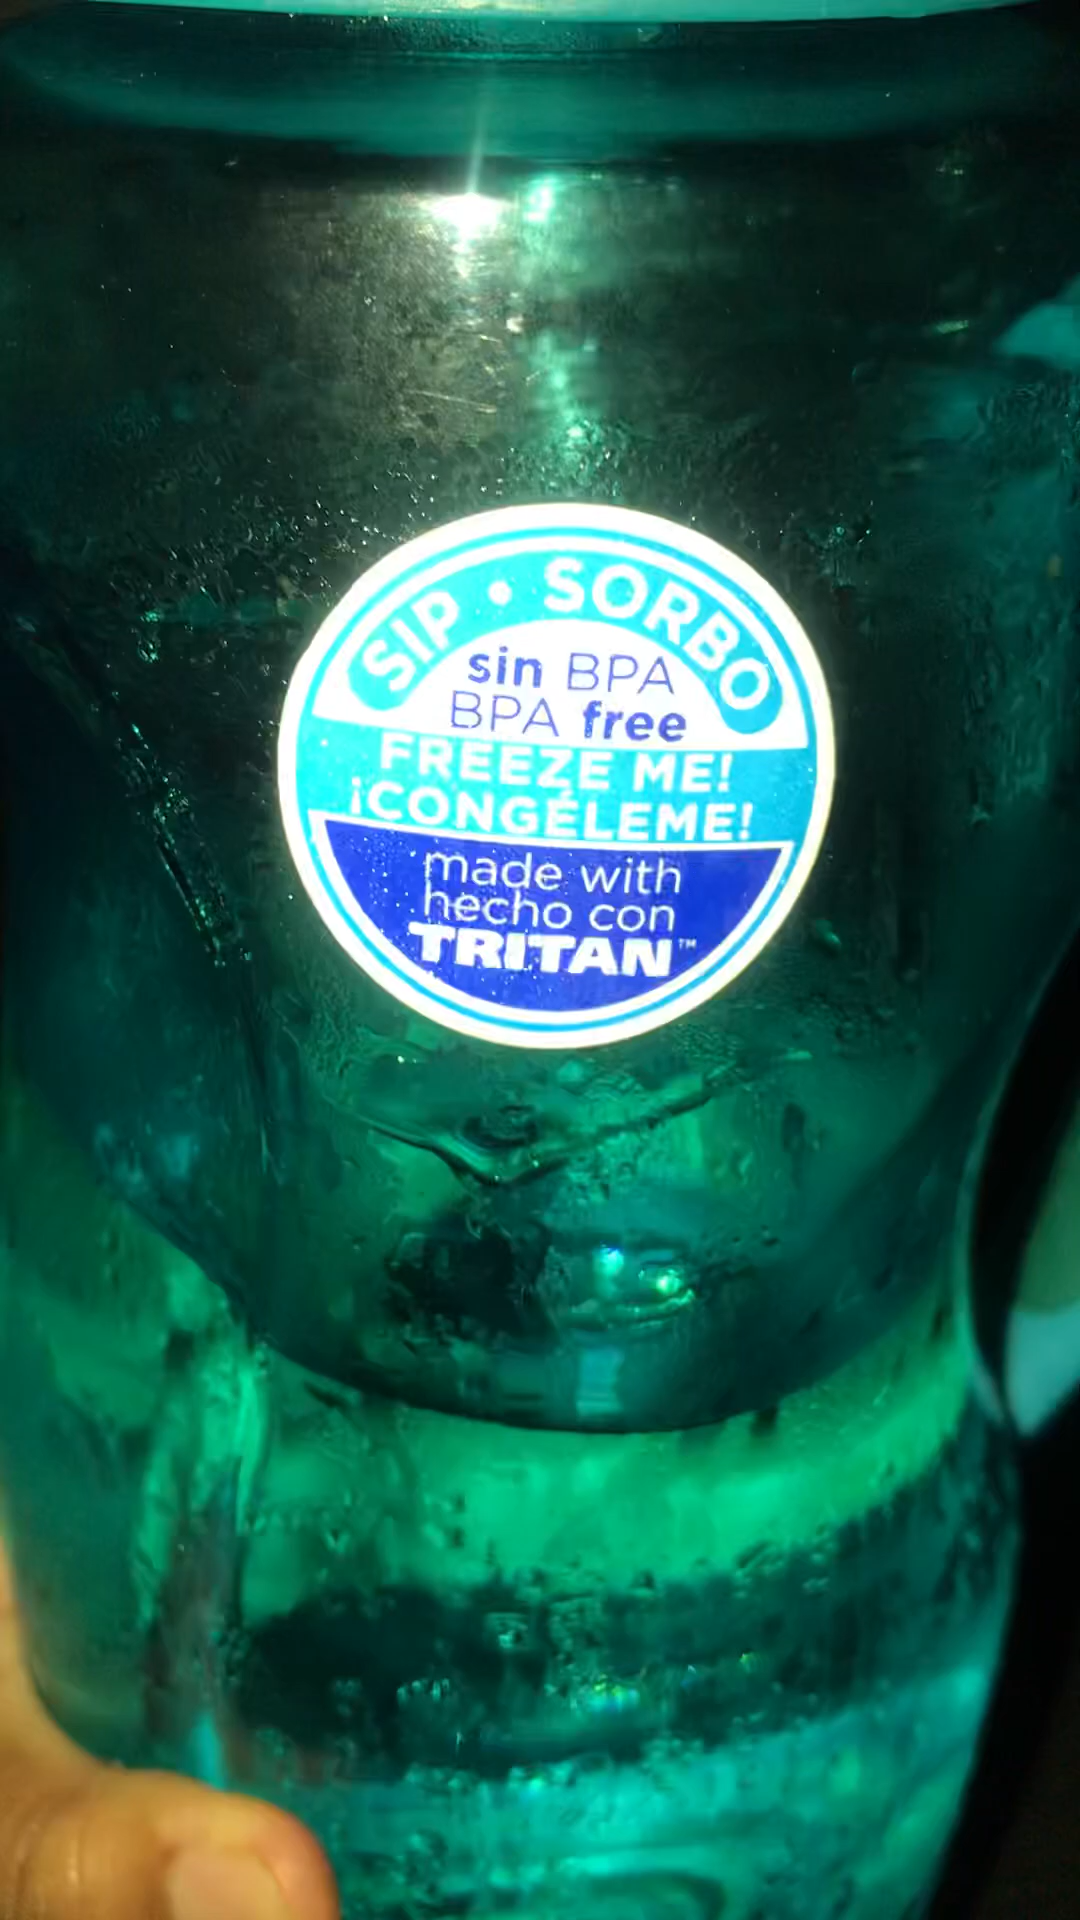 SIP • SORBO
sin BPA
BPA free
FREEZE ME!
¡CONGÉLEME!
made with
hecho con
TRITAN™